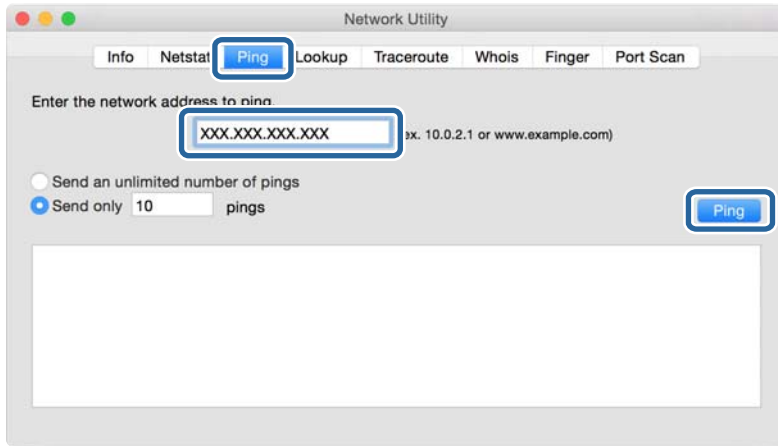 Network Utility
Info Netstat Ping Lookup Traceroute Whois Finger Port Scan
Enter the network address to ping.
XXX.XXX.XXX.XXX ex. 10.0.2.1 or www.example.com)
Send an unlimited number of pings
Send only 10 pings
Ping